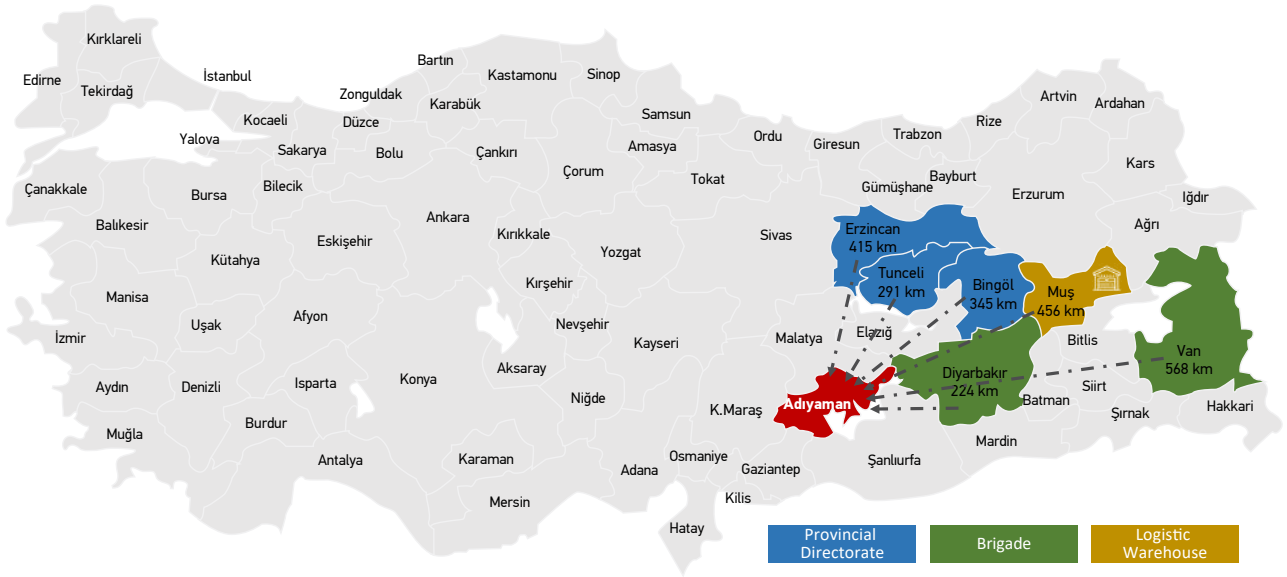 Kırklareli
Edirne
Tekirdağ
İstanbul
Yalova
Kocaeli
Sakarya
Düzce
Zonguldak
Bartın
Karabük
Kastamonu
Sinop
Bolu
Çankırı
Çorum
Samsun
Amasya
Tokat
Ordu
Giresun
Trabzon
Rize
Artvin
Ardahan
Kars
Iğdır
Ağrı
Erzurum
Bayburt
Gümüşhane
Çanakkale
Balıkesir
Bursa
Bilecik
Eskişehir
Kütahya
Ankara
Kırıkkale
Yozgat
Sivas
Kırşehir
Manisa
İzmir
Uşak
Afyon
Nevşehir
Kayseri
Aksaray
Niğde
Konya
Aydın
Denizli
Isparta
Burdur
Muğla
Antalya
Karaman
Mersin
Adana
Osmaniye
K.Maraş
Gaziantep
Kilis
Hatay
Malatya
Elazığ
Şanlıurfa
Mardin
Batman
Siirt
Bitlis
Şırnak
Hakkari
Erzincan
415 km
Tunceli
291 km
Bingöl
345 km
Muş
456 km
Van
568 km
Diyarbakır
224 km
Adıyaman
Provincial
Directorate
Brigade
Logistic
Warehouse